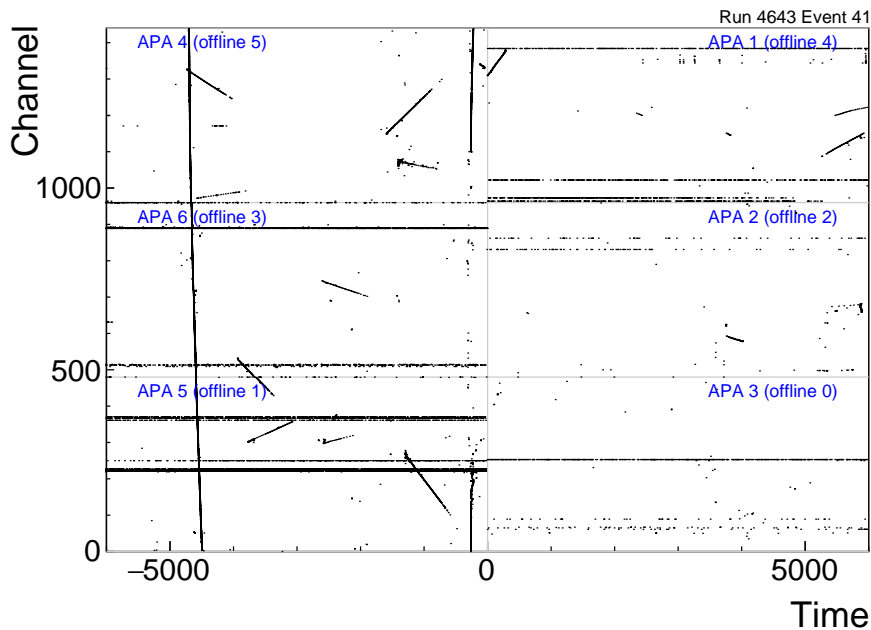 Run 4643 Event 41
Channel
APA 4 (offline 5)
APA 1 (offline 4)
1000
APA 6 (offline 3)
APA 2 (offline 2)
500
APA 5 (offline 1)
APA 3 (offline 0)
0
−5000 0 5000
Time